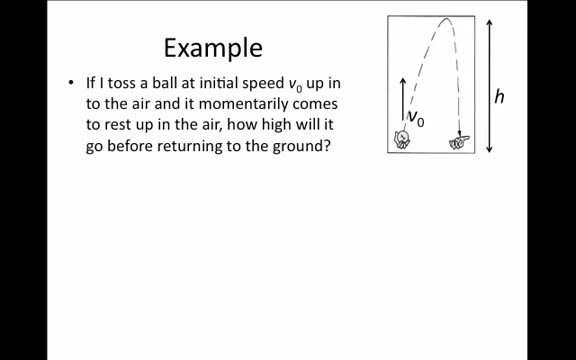 Example
• If I toss a ball at initial speed v₀ up in
to the air and it momentarily comes
to rest up in the air, how high will it
go before returning to the ground?
v₀
h